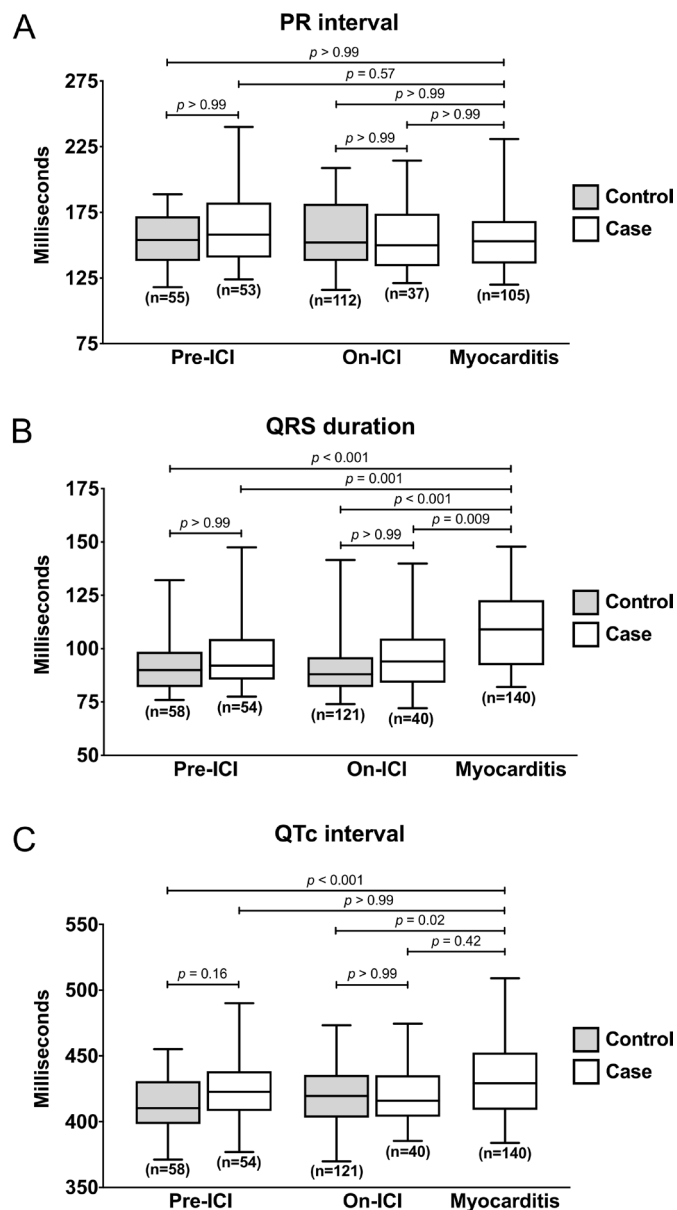 A
PR interval
p > 0.99
p = 0.57
p > 0.99
p > 0.99
p > 0.99
p > 0.99
275
225
175
125
75
Milliseconds
Control
Case
(n=55)
(n=53)
(n=112)
(n=37)
(n=105)
Pre-ICI
On-ICI
Myocarditis
B
QRS duration
p < 0.001
p = 0.001
p < 0.001
p > 0.99
p > 0.99
p = 0.009
175
150
125
100
75
50
Milliseconds
Control
Case
(n=58)
(n=54)
(n=121)
(n=40)
(n=140)
Pre-ICI
On-ICI
Myocarditis
C
QTc interval
p < 0.001
p > 0.99
p = 0.02
p = 0.42
p = 0.16
p > 0.99
550
500
450
400
350
Milliseconds
Control
Case
(n=58)
(n=54)
(n=121)
(n=40)
(n=140)
Pre-ICI
On-ICI
Myocarditis